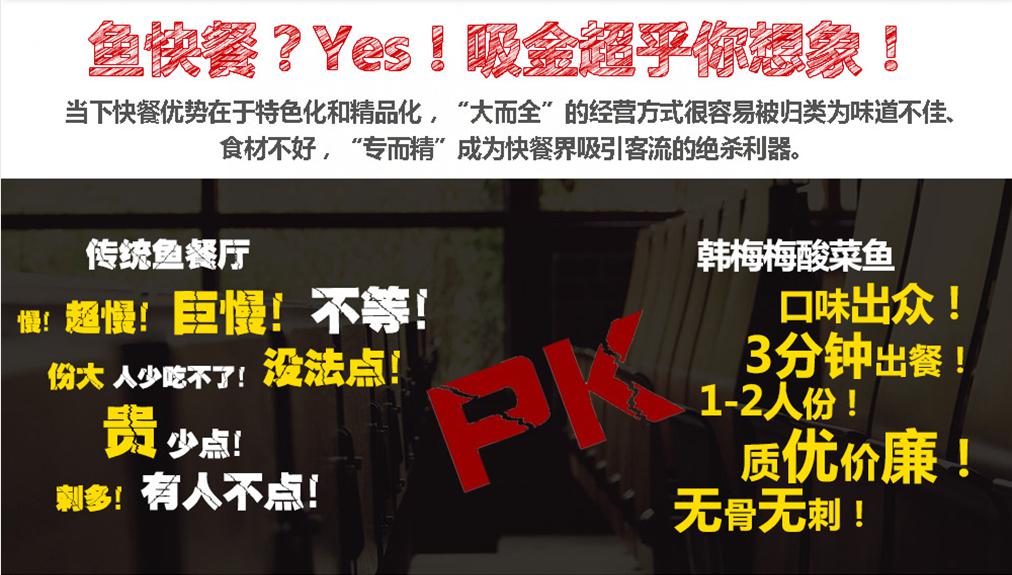 鱼快餐？Yes！吸金超乎你想象！
当下快餐优势在于特色化和精品化，“大而全”的经营方式很容易被归类为味道不佳、
食材不好，“专而精”成为快餐界吸引客流的绝杀利器。
传统鱼餐厅
慢！超慢！巨慢！不等！
份大 人少吃不了！没法点！
贵 少点！
刺多！有人不点！
PK
韩梅梅酸菜鱼
口味出众！
3分钟出餐！
1-2人份！
质优价廉！
无骨无刺！